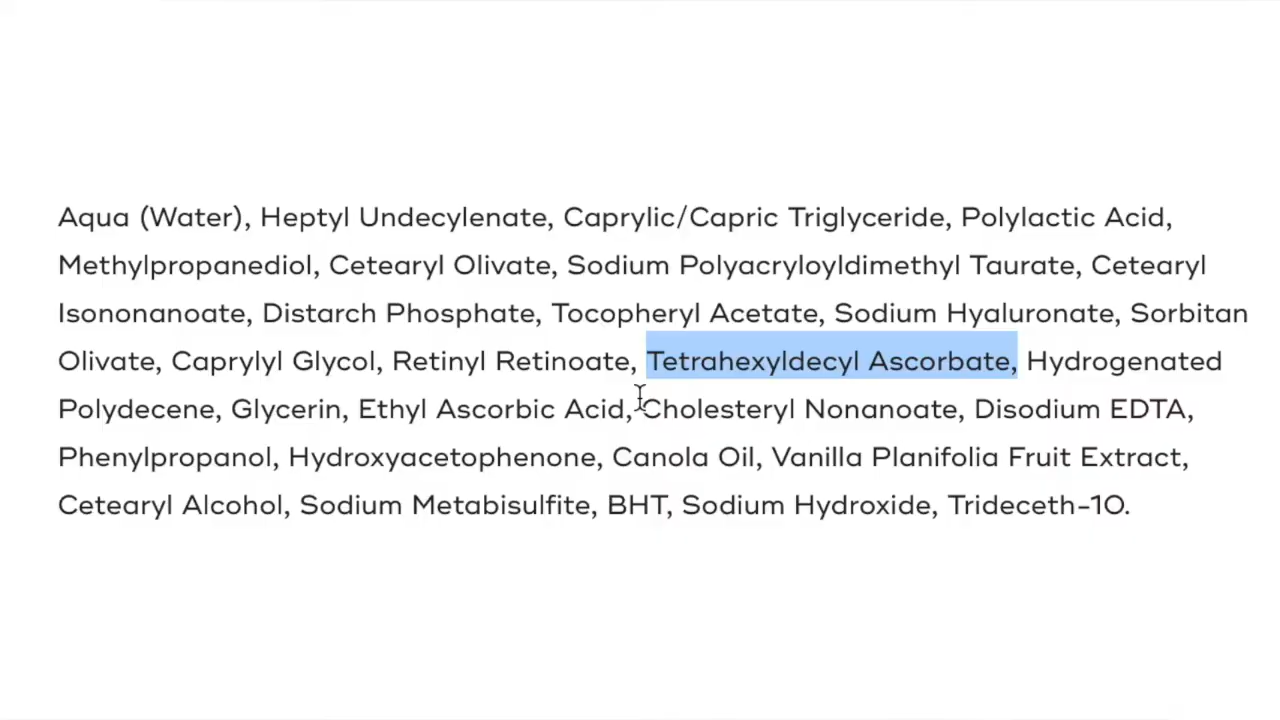 Aqua (Water), Heptyl Undecylenate, Caprylic/Capric Triglyceride, Polylactic Acid,
Methylpropanediol, Cetearyl Olivate, Sodium Polyacryloyldimethyl Taurate, Cetearyl
Isononanoate, Distarch Phosphate, Tocopheryl Acetate, Sodium Hyaluronate, Sorbitan
Olivate, Caprylyl Glycol, Retinyl Retinoate, Tetrahexyldecyl Ascorbate, Hydrogenated
Polydecene, Glycerin, Ethyl Ascorbic Acid, Cholesteryl Nonanoate, Disodium EDTA,
Phenylpropanol, Hydroxyacetophenone, Canola Oil, Vanilla Planifolia Fruit Extract,
Cetearyl Alcohol, Sodium Metabisulfite, BHT, Sodium Hydroxide, Trideceth-10.